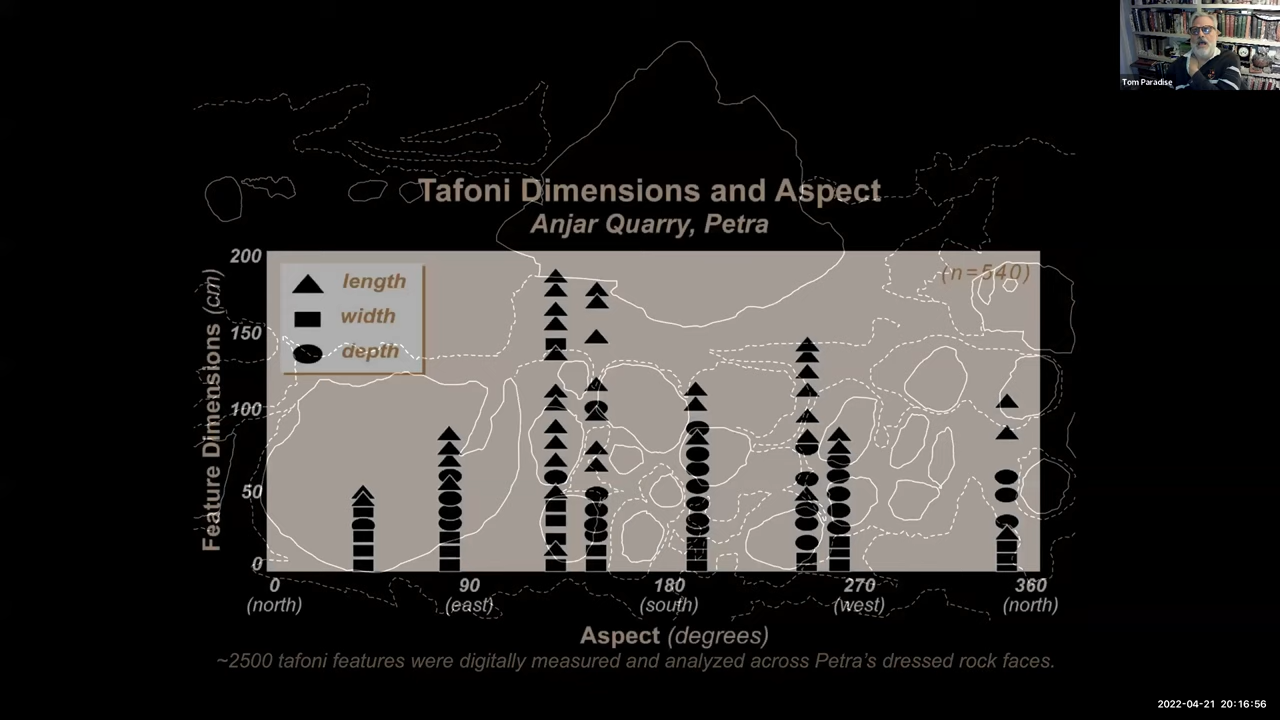 Tom Paradise
Tafoni Dimensions and Aspect
Anjar Quarry, Petra
(n=540)
length
width
depth
Feature Dimensions (cm)
200
150
100
50
0
0 90 180 270 360
(north) (east) (south) (west) (north)
Aspect (degrees)
~2500 tafoni features were digitally measured and analyzed across Petra's dressed rock faces.
2022-04-21 20:16:56